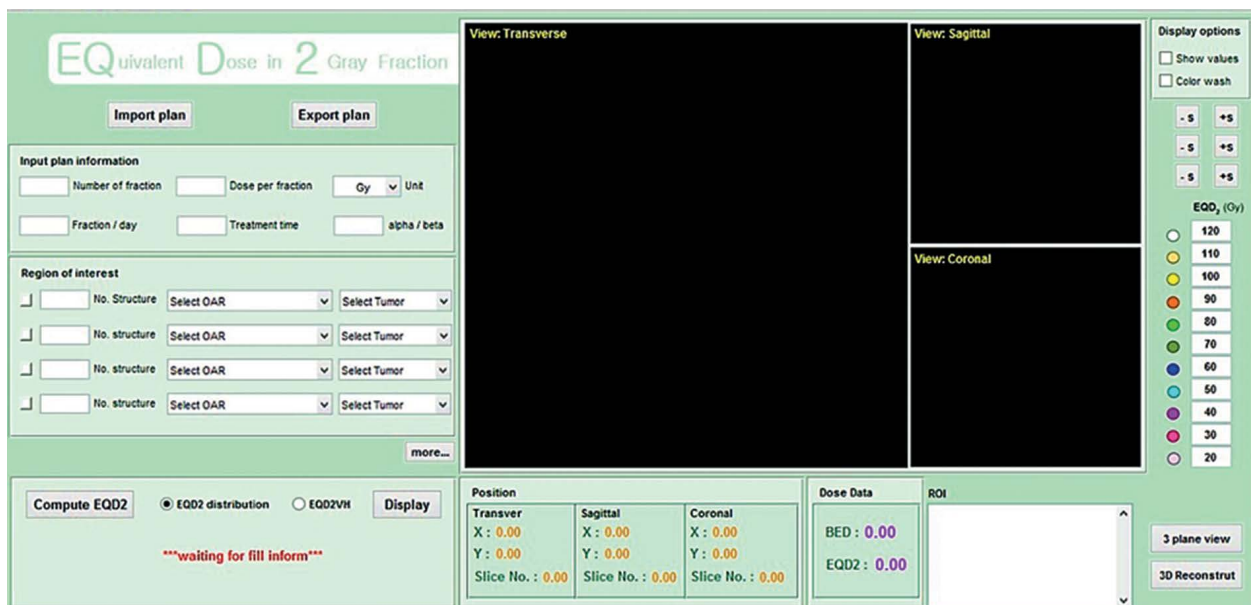 EQuivalent Dose in 2 Gray Fraction
Import plan
Export plan
Input plan information
Number of fraction
Dose per fraction
Gy
Unit
Fraction / day
Treatment time
alpha / beta
Region of interest
No. Structure
Select OAR
Select Tumor
No. structure
Select OAR
Select Tumor
No. structure
Select OAR
Select Tumor
No. structure
Select OAR
Select Tumor
more...
Compute EQD2
EQD2 distribution
EQD2VH
Display
***waiting for fill inform***
View: Transverse
View: Sagittal
View: Coronal
Position
Transver
X : 0.00
Y : 0.00
Slice No. : 0.00
Sagittal
X : 0.00
Y : 0.00
Slice No. : 0.00
Coronal
X : 0.00
Y : 0.00
Slice No. : 0.00
Dose Data
BED : 0.00
EQD2 : 0.00
ROI
Display options
Show values
Color wash
- s +s
- s +s
- s +s
EQD₂ (Gy)
120
110
100
90
80
70
60
50
40
30
20
3 plane view
3D Reconstrut